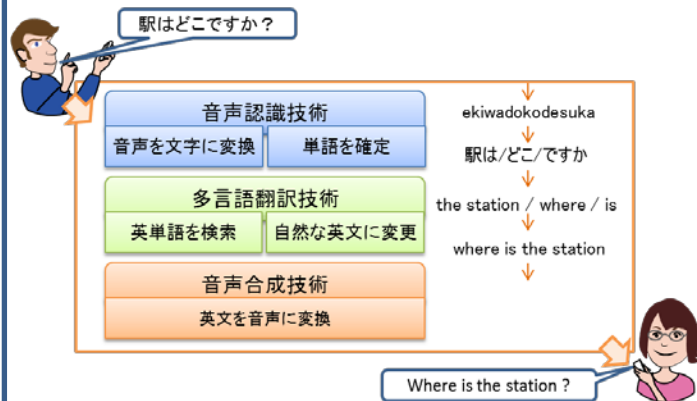 駅はどこですか？
音声認識技術
音声を文字に変換
単語を確定
多言語翻訳技術
英単語を検索
自然な英文に変更
音声合成技術
英文を音声に変換
ekiwadokodesuka
駅は/どこ/ですか
the station / where / is
where is the station
Where is the station ?